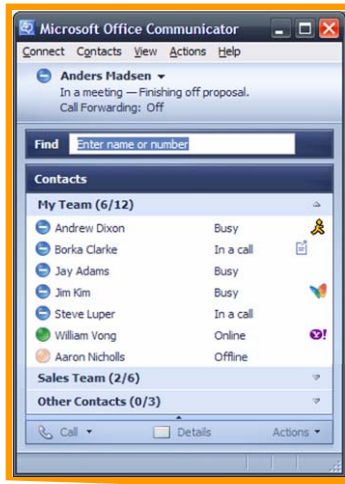 Microsoft Office Communicator
Connect Contacts View Actions Help
Anders Madsen
In a meeting — Finishing off proposal.
Call Forwarding: Off
Find Enter name or number
Contacts
My Team (6/12)
Andrew Dixon Busy
Borka Clarke In a call
Jay Adams Busy
Jim Kim Busy
Steve Luper In a call
William Vong Online Y!
Aaron Nicholls Offline
Sales Team (2/6)
Other Contacts (0/3)
Call Details Actions